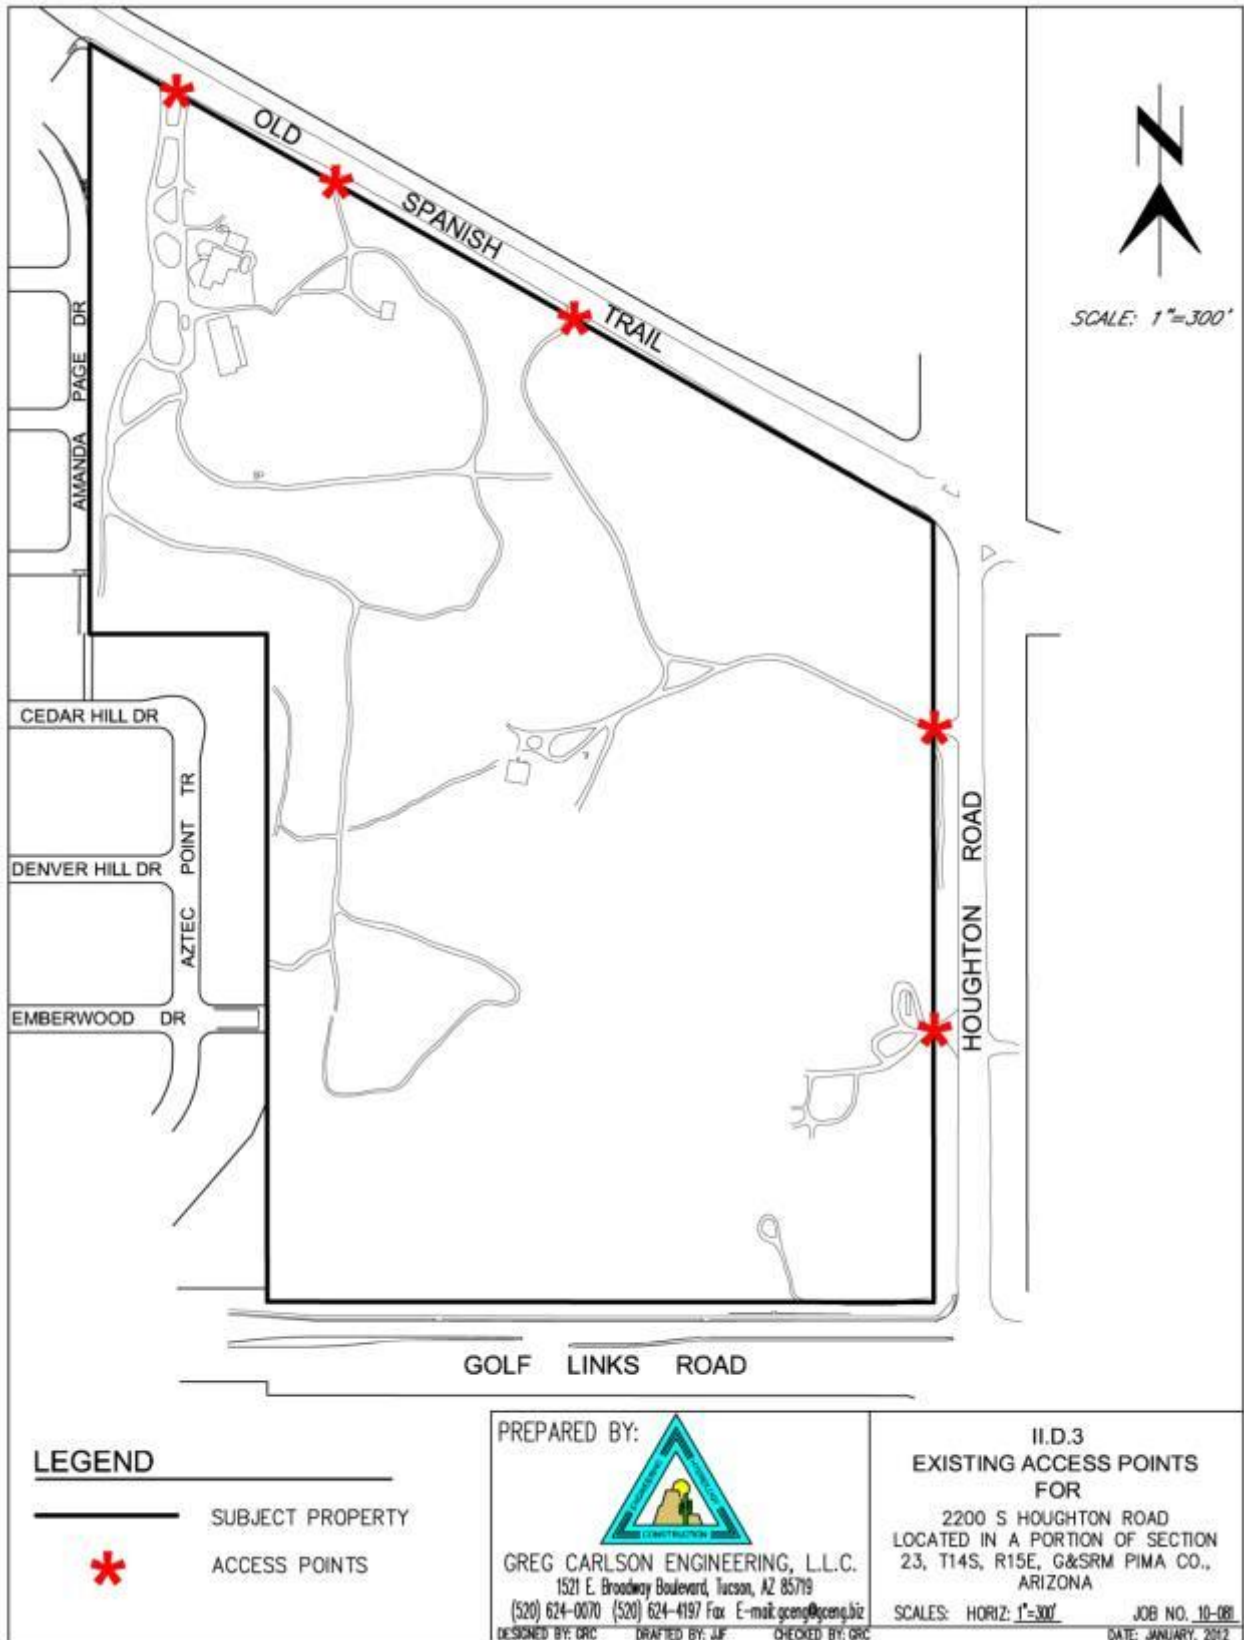 OLD
SPANISH
TRAIL
SCALE: 1"=300'
AMANDA PAGE DR
CEDAR HILL DR
AZTEC POINT TR
DENVER HILL DR
EMBERWOOD DR
HOUGHTON ROAD
GOLF LINKS ROAD
LEGEND
SUBJECT PROPERTY
ACCESS POINTS
PREPARED BY:
ENGINEERING
CONSTRUCTION
GREG CARLSON ENGINEERING, L.L.C.
1521 E. Broadway Boulevard, Tucson, AZ 85719
(520) 624-0070 (520) 624-4197 Fax E-mail: gceng@gceng.biz
DESIGNED BY: GRC DRAFTED BY: JJF CHECKED BY: GRC
II.D.3
EXISTING ACCESS POINTS
FOR
2200 S HOUGHTON ROAD
LOCATED IN A PORTION OF SECTION
23, T14S, R15E, G&SRM PIMA CO.,
ARIZONA
SCALES: HORIZ: 1"=300' JOB NO. 10-081
DATE: JANUARY, 2012